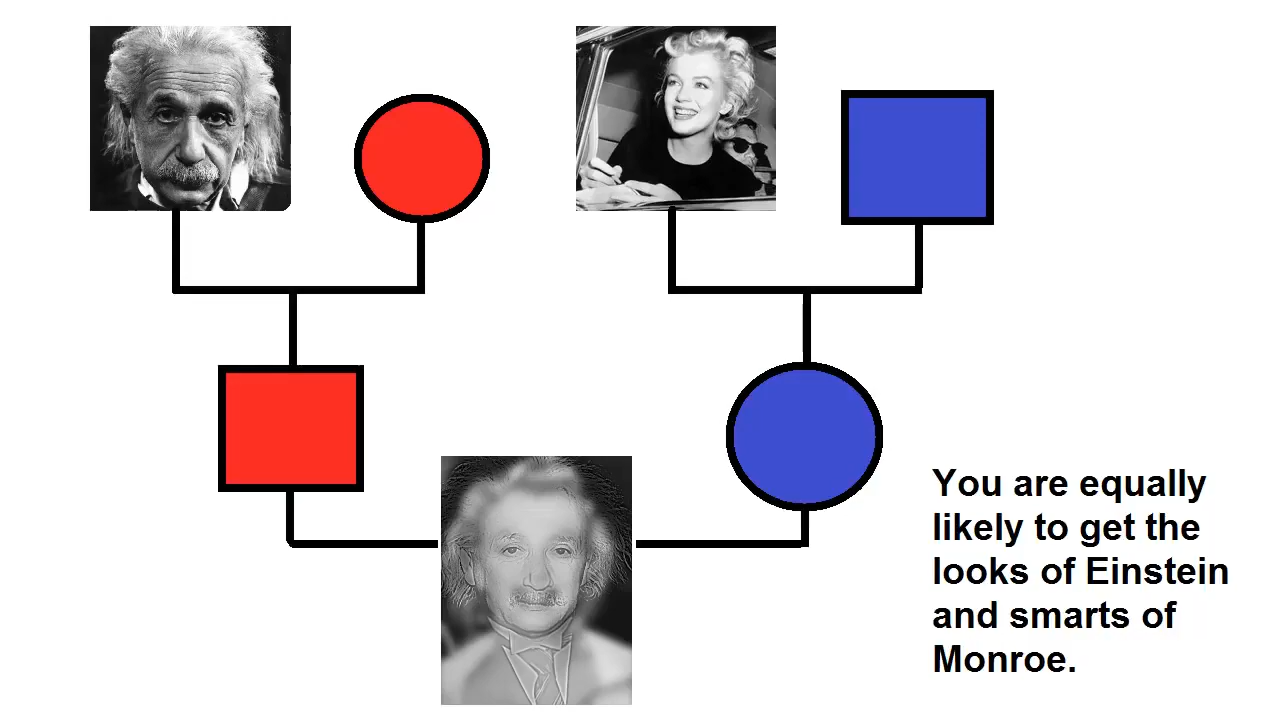 You are equally
likely to get the
looks of Einstein
and smarts of
Monroe.